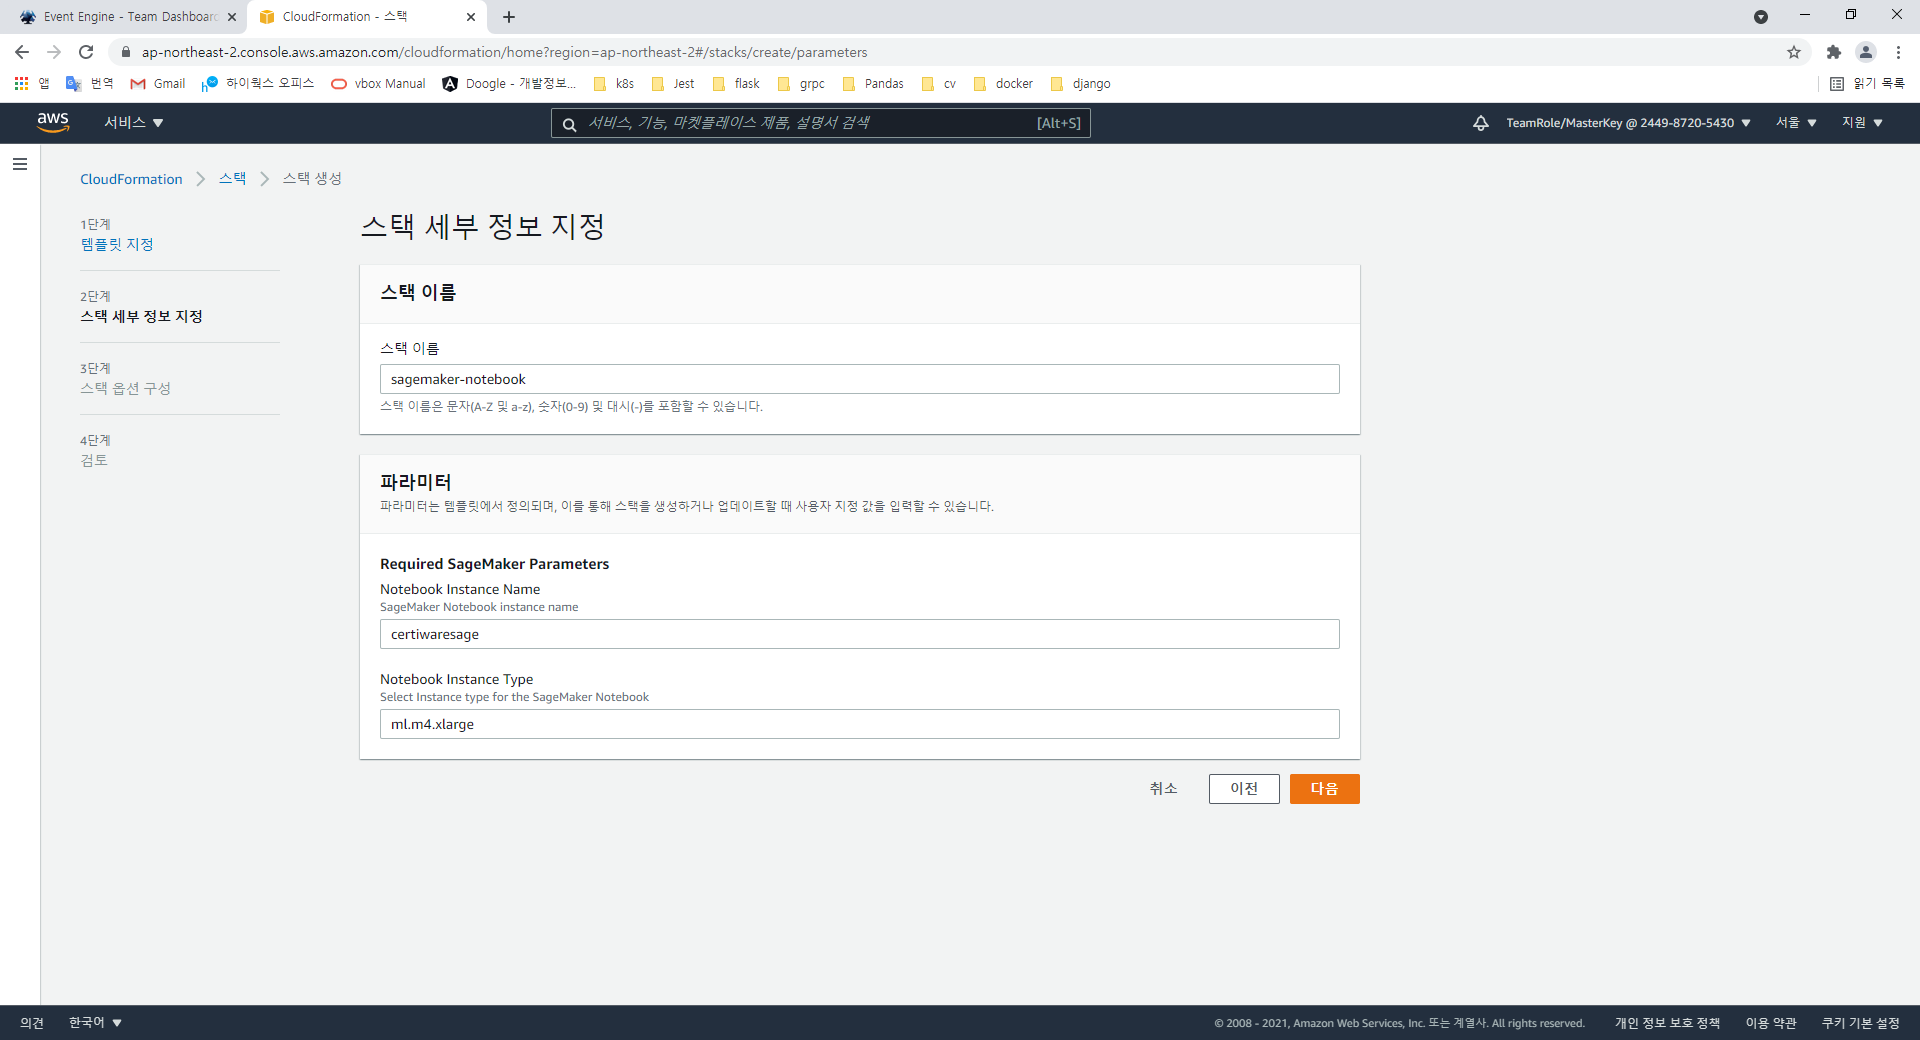 Event Engine - Team Dashboard
CloudFormation - 스택
ap-northeast-2.console.aws.amazon.com/cloudformation/home?region=ap-northeast-2#/stacks/create/parameters
앱
번역
Gmail
하이웍스 오피스
vbox Manual
Doogle - 개발정보...
k8s
Jest
flask
grpc
Pandas
cv
docker
django
읽기 목록
aws
서비스
서비스, 기능, 마켓플레이스 제품, 설명서 검색
[Alt+S]
TeamRole/MasterKey @ 2449-8720-5430
서울
지원
CloudFormation
스택
스택 생성
1단계
템플릿 지정
2단계
스택 세부 정보 지정
3단계
스택 옵션 구성
4단계
검토
스택 세부 정보 지정
스택 이름
스택 이름
sagemaker-notebook
스택 이름은 문자(A-Z 및 a-z), 숫자(0-9) 및 대시(-)를 포함할 수 있습니다.
파라미터
파라미터는 템플릿에서 정의되며, 이를 통해 스택을 생성하거나 업데이트할 때 사용자 지정 값을 입력할 수 있습니다.
Required SageMaker Parameters
Notebook Instance Name
SageMaker Notebook instance name
certiwaresage
Notebook Instance Type
Select Instance type for the SageMaker Notebook
ml.m4.xlarge
취소
이전
다음
의견
한국어
© 2008 - 2021, Amazon Web Services, Inc. 또는 계열사. All rights reserved.
개인 정보 보호 정책
이용 약관
쿠키 기본 설정